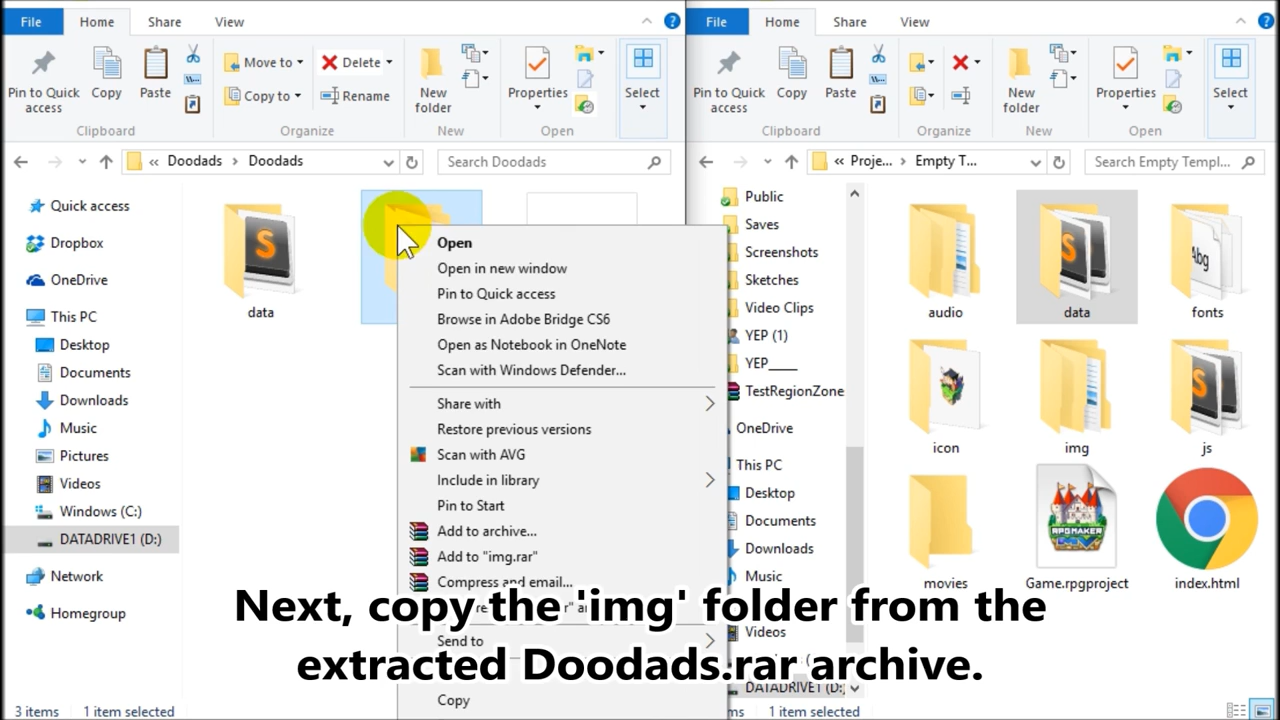 File
Home
Share
View
Pin to Quick
access
Copy
Paste
Move to
Copy to
Delete
Rename
New
folder
Properties
Select
Clipboard
Organize
New
Open
Doodads
Doodads
Search Doodads
Quick access
Dropbox
OneDrive
This PC
Desktop
Documents
Downloads
Music
Pictures
Videos
Windows (C:)
DATADRIVE1 (D:)
Network
Homegroup
data
Open
Open in new window
Pin to Quick access
Browse in Adobe Bridge CS6
Open as Notebook in OneNote
Scan with Windows Defender...
Share with
Restore previous versions
Scan with AVG
Include in library
Pin to Start
Add to archive...
Add to "img.rar"
Compress and email...
Send to
Copy
3 items
1 item selected
File
Home
Share
View
Pin to Quick
access
Copy
Paste
New
folder
Properties
Select
Clipboard
Organize
New
Open
Proje...
Empty T...
Search Empty Templ...
Public
Saves
Screenshots
Sketches
Video Clips
YEP (1)
YEP____
TestRegionZone
OneDrive
This PC
Desktop
Documents
Downloads
Music
Videos
DATADRIVE1 (D:)
audio
data
fonts
Abg
icon
img
js
movies
RPGMAKER
MV
Game.rpgproject
index.html
1 item selected
Next, copy the 'img' folder from the
extracted Doodads.rar archive.